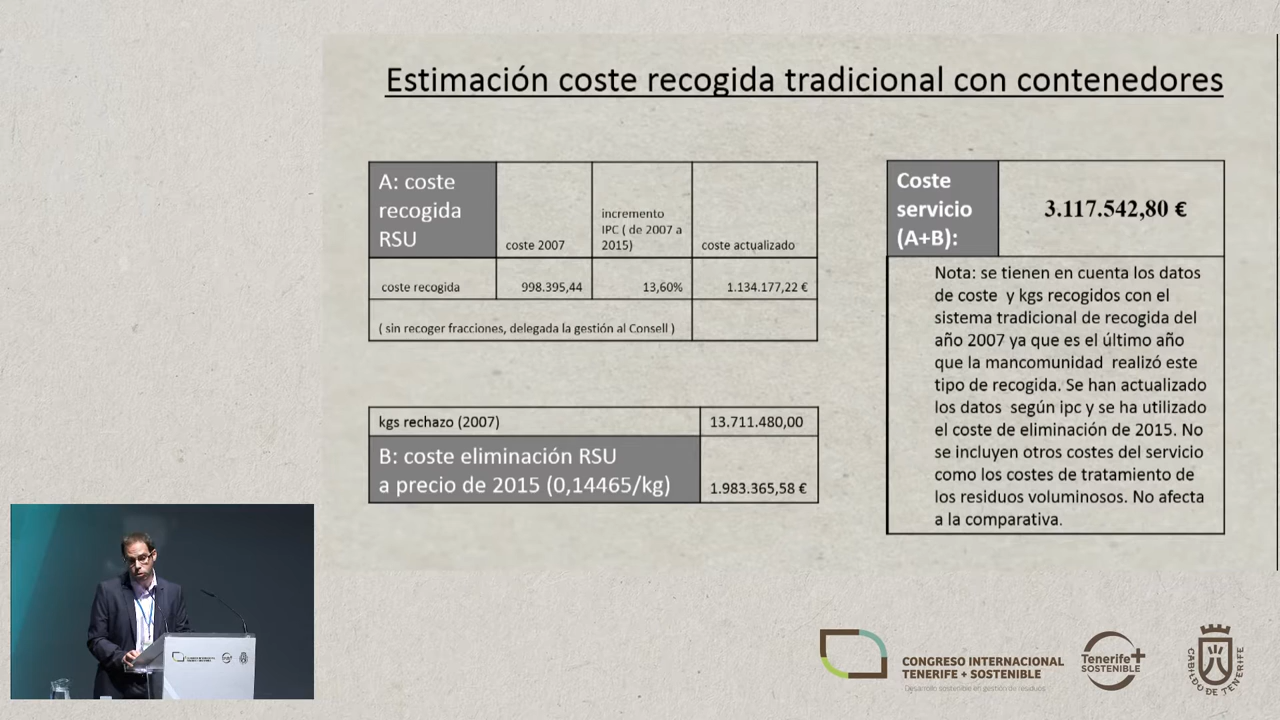 Estimación coste recogida tradicional con contenedores
A: coste
recogida
RSU
coste 2007
incremento
IPC ( de 2007 a
2015)
coste actualizado
coste recogida
998.395,44
13,60%
1.134.177,22 €
( sin recoger fracciones, delegada la gestión al Consell )
kgs rechazo (2007)
13.711.480,00
B: coste eliminación RSU
a precio de 2015 (0,14465/kg)
1.983.365,58 €
Coste
servicio
(A+B):
3.117.542,80 €
Nota: se tienen en cuenta los datos
de coste y kgs recogidos con el
sistema tradicional de recogida del
año 2007 ya que es el último año
que la mancomunidad realizó este
tipo de recogida. Se han actualizado
los datos según ipc y se ha utilizado
el coste de eliminación de 2015. No
se incluyen otros costes del servicio
como los costes de tratamiento de
los residuos voluminosos. No afecta
a la comparativa.
CONGRESO INTERNACIONAL
TENERIFE + SOSTENIBLE
Desarrollo sostenible en gestión de residuos
Tenerife+
SOSTENIBLE
CABILDO DE TENERIFE